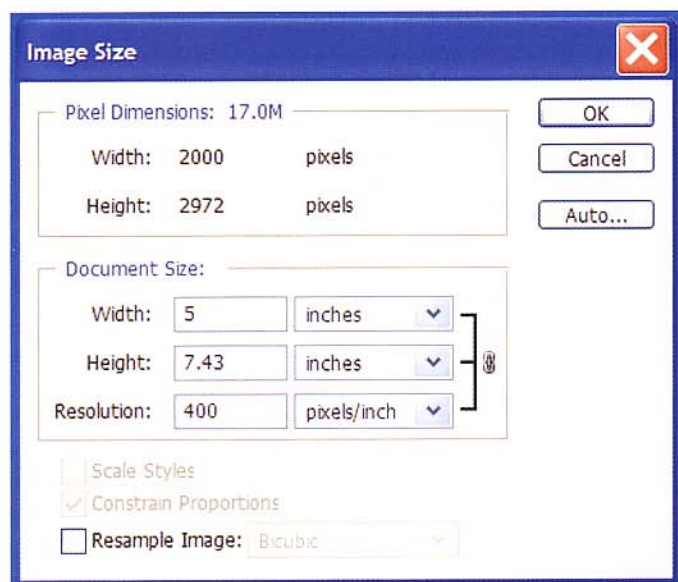 Image Size
Pixel Dimensions: 17.0M
OK
Width: 2000 pixels
Cancel
Height: 2972 pixels
Auto...
Document Size:
Width: 5 inches
Height: 7.43 inches
Resolution: 400 pixels/inch
Scale Styles
Constrain Proportions
Resample Image: Bicubic